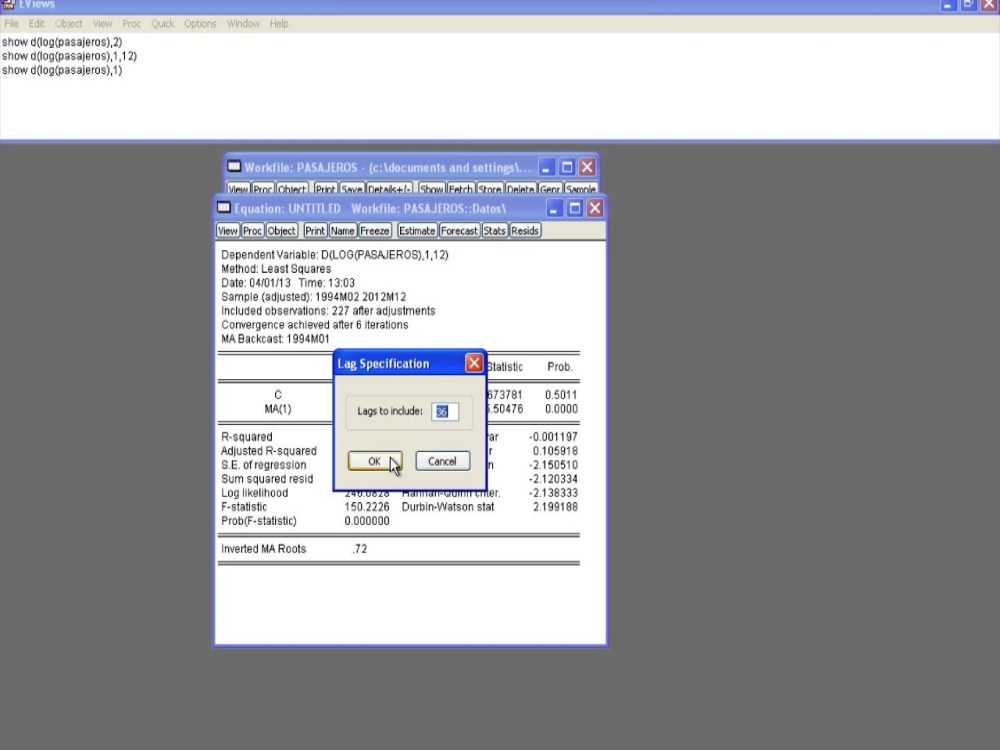 EViews
File Edit Object View Proc Quick Options Window Help
show d(log(pasajeros),2)
show d(log(pasajeros),1,12)
show d(log(pasajeros),1)
Workfile: PASAJEROS - (c:\documents and settings\...
View Proc Object Print Save Details+/- Show Fetch Store Delete Genr Sample
Equation: UNTITLED Workfile: PASAJEROS::Datos\
View Proc Object Print Name Freeze Estimate Forecast Stats Resids
Dependent Variable: D(LOG(PASAJEROS),1,12)
Method: Least Squares
Date: 04/01/13 Time: 13:03
Sample (adjusted): 1994M02 2012M12
Included observations: 227 after adjustments
Convergence achieved after 6 iterations
MA Backcast: 1994M01
Lag Specification
Statistic Prob.
C 673781 0.5011
MA(1) .50476 0.0000
Lags to include: 36
OK Cancel
R-squared var -0.001197
Adjusted R-squared r 0.105918
S.E. of regression n -2.150510
Sum squared resid -2.120334
Log likelihood 246.0828 Hannan-Quinn criter. -2.138333
F-statistic 150.2226 Durbin-Watson stat 2.199188
Prob(F-statistic) 0.000000
Inverted MA Roots .72